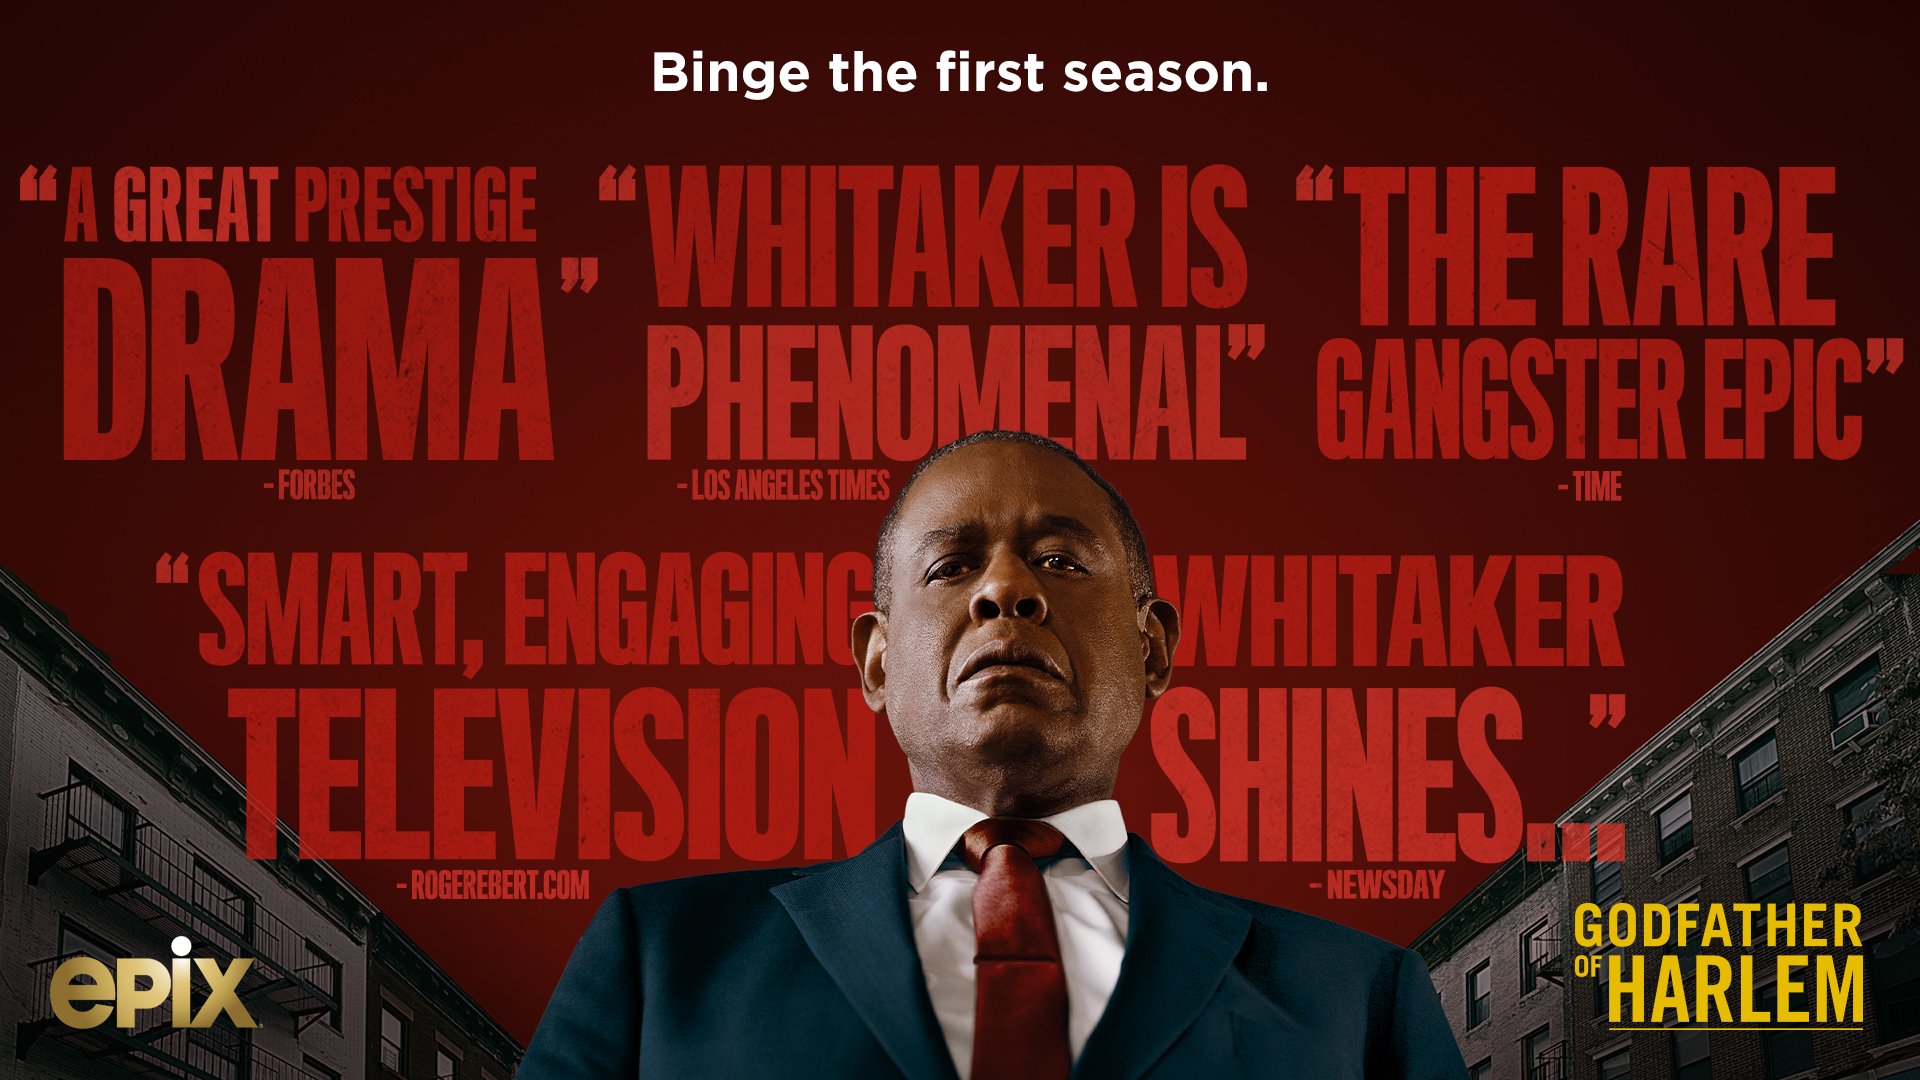 Binge the first season.
“A GREAT PRESTIGE
DRAMA”
- FORBES
“WHITAKER IS
PHENOMENAL”
- LOS ANGELES TIMES
“THE RARE
GANGSTER EPIC”
- TIME
“SMART, ENGAGING
TELEVISION
- ROGEREBERT.COM
WHITAKER
SHINES...”
- NEWSDAY
epix
GODFATHER
OF HARLEM